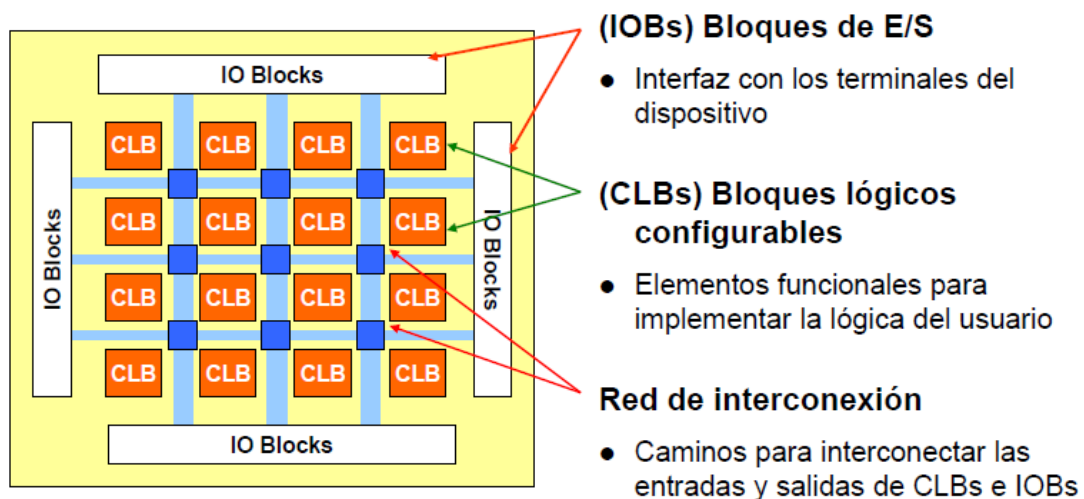 IO Blocks
CLB CLB CLB CLB
CLB CLB CLB CLB
IO Blocks
IO Blocks
CLB CLB CLB CLB
CLB CLB CLB CLB
IO Blocks
(IOBs) Bloques de E/S
● Interfaz con los terminales del
dispositivo
(CLBs) Bloques lógicos
configurables
● Elementos funcionales para
implementar la lógica del usuario
Red de interconexión
● Caminos para interconectar las
entradas y salidas de CLBs e IOBs